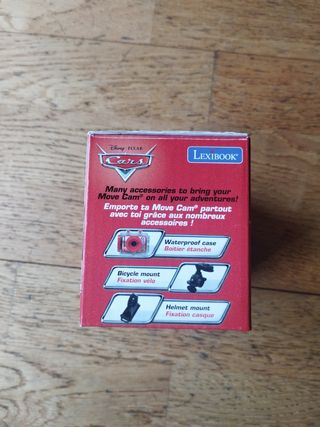 Disney PIXAR
Cars
LEXIBOOK®
Many accessories to bring your
Move Cam® on all your adventures!
Emporte ta Move Cam® partout
avec toi grâce aux nombreux
accessoires !
Waterproof case
Boitier étanche
Bicycle mount
Fixation vélo
Helmet mount
Fixation casque